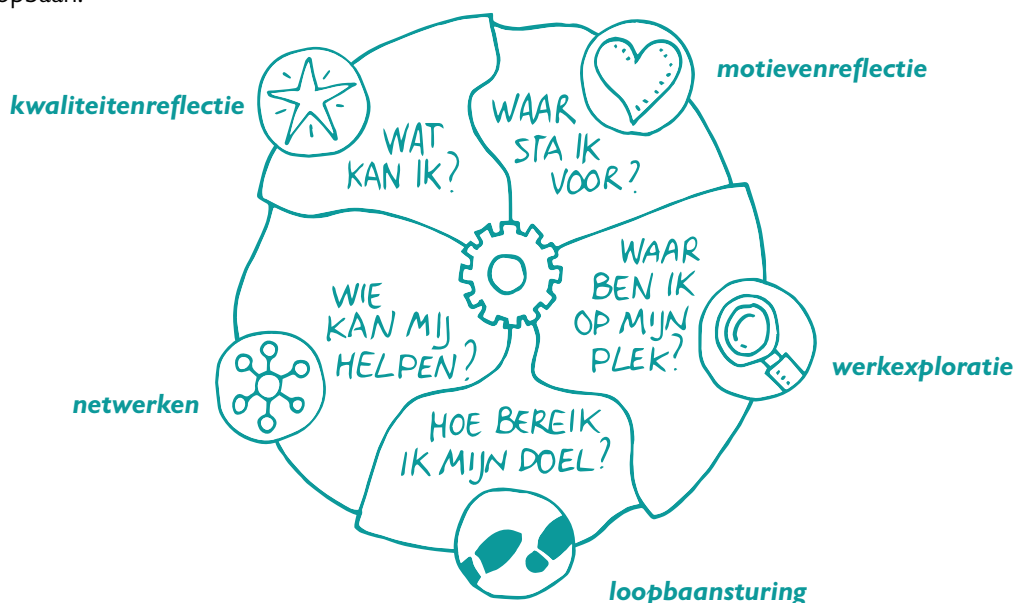 opbaan.
kwaliteitenreflectie
WAT
KAN IK?
motievenreflectie
WAAR
STA IK
VOOR?
WAAR
BEN IK
OP MIJN
PLEK?
werkexploratie
HOE BEREIK
IK MIJN DOEL?
loopbaansturing
WIE
KAN MIJ
HELPEN?
netwerken